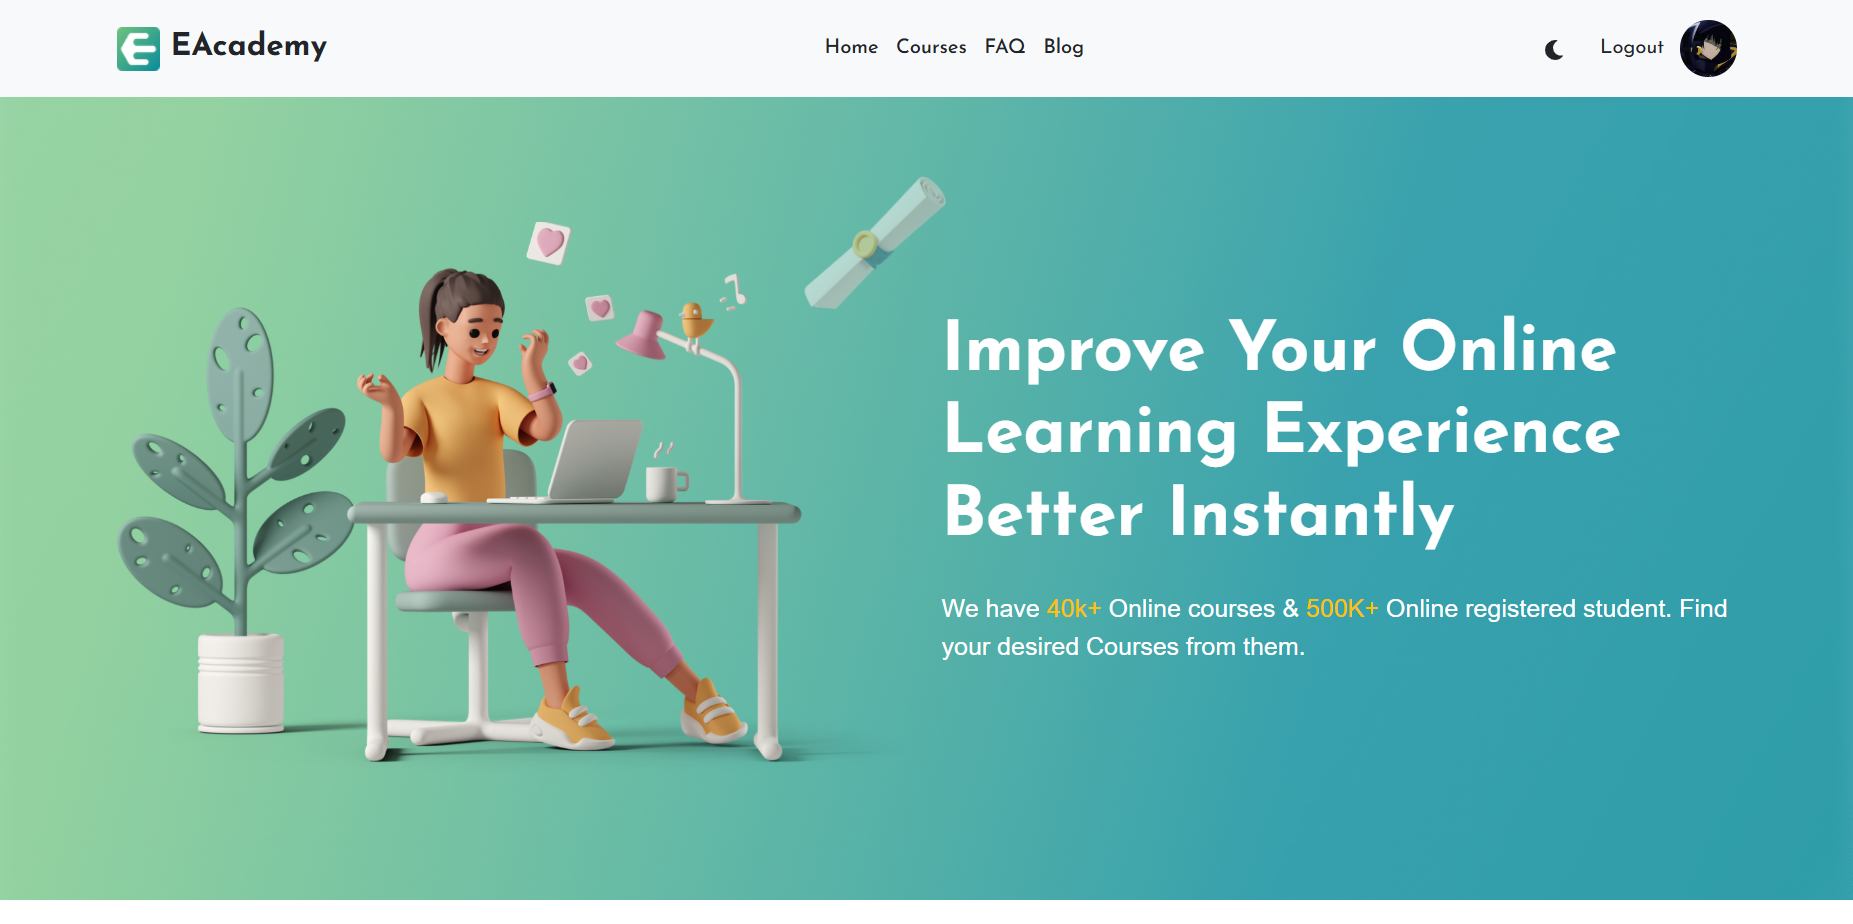 EAcademy
Home Courses FAQ Blog
Logout
Improve Your Online
Learning Experience
Better Instantly
We have 40k+ Online courses & 500K+ Online registered student. Find
your desired Courses from them.